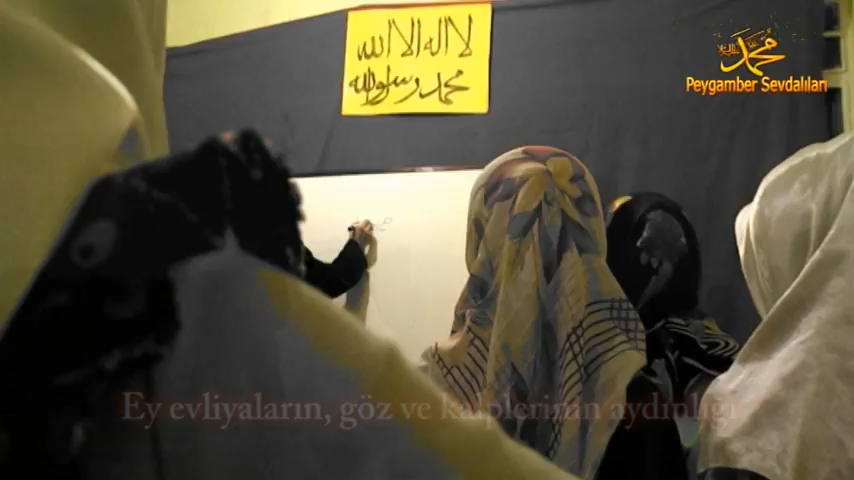 لا اله الا الله
محمد رسول الله
محمد
Peygamber Sevdalıları
Ey evliyaların, göz ve kalplerinin aydınlığı